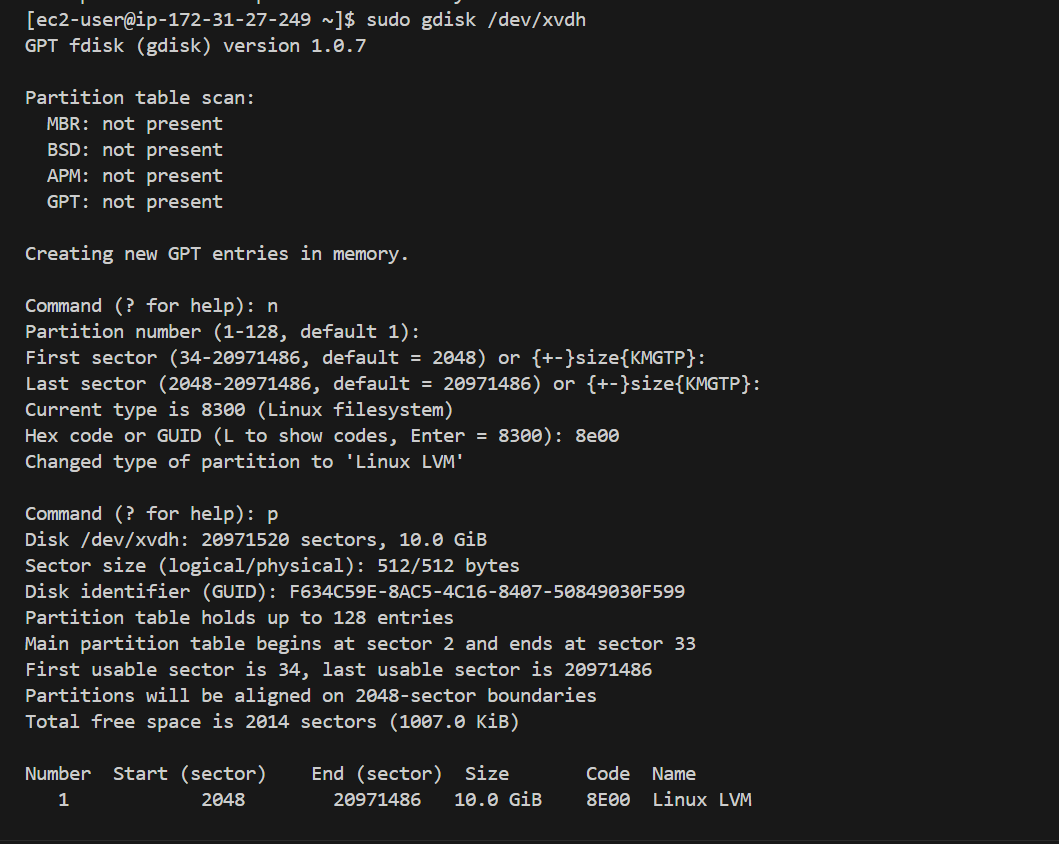 [ec2-user@ip-172-31-27-249 ~]$ sudo gdisk /dev/xvdh
GPT fdisk (gdisk) version 1.0.7
Partition table scan:
MBR: not present
BSD: not present
APM: not present
GPT: not present
Creating new GPT entries in memory.
Command (? for help): n
Partition number (1-128, default 1):
First sector (34-20971486, default = 2048) or {+-}size{KMGTP}:
Last sector (2048-20971486, default = 20971486) or {+-}size{KMGTP}:
Current type is 8300 (Linux filesystem)
Hex code or GUID (L to show codes, Enter = 8300): 8e00
Changed type of partition to 'Linux LVM'
Command (? for help): p
Disk /dev/xvdh: 20971520 sectors, 10.0 GiB
Sector size (logical/physical): 512/512 bytes
Disk identifier (GUID): F634C59E-8AC5-4C16-8407-50849030F599
Partition table holds up to 128 entries
Main partition table begins at sector 2 and ends at sector 33
First usable sector is 34, last usable sector is 20971486
Partitions will be aligned on 2048-sector boundaries
Total free space is 2014 sectors (1007.0 KiB)
Number  Start (sector)    End (sector)  Size       Code  Name
1            2048        20971486   10.0 GiB    8E00  Linux LVM